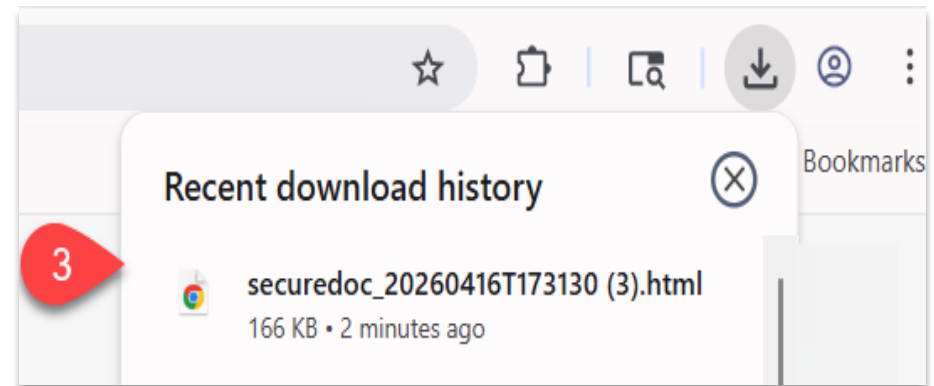 Bookmarks
Recent download history
3
securedoc_20260416T173130 (3).html
166 KB • 2 minutes ago